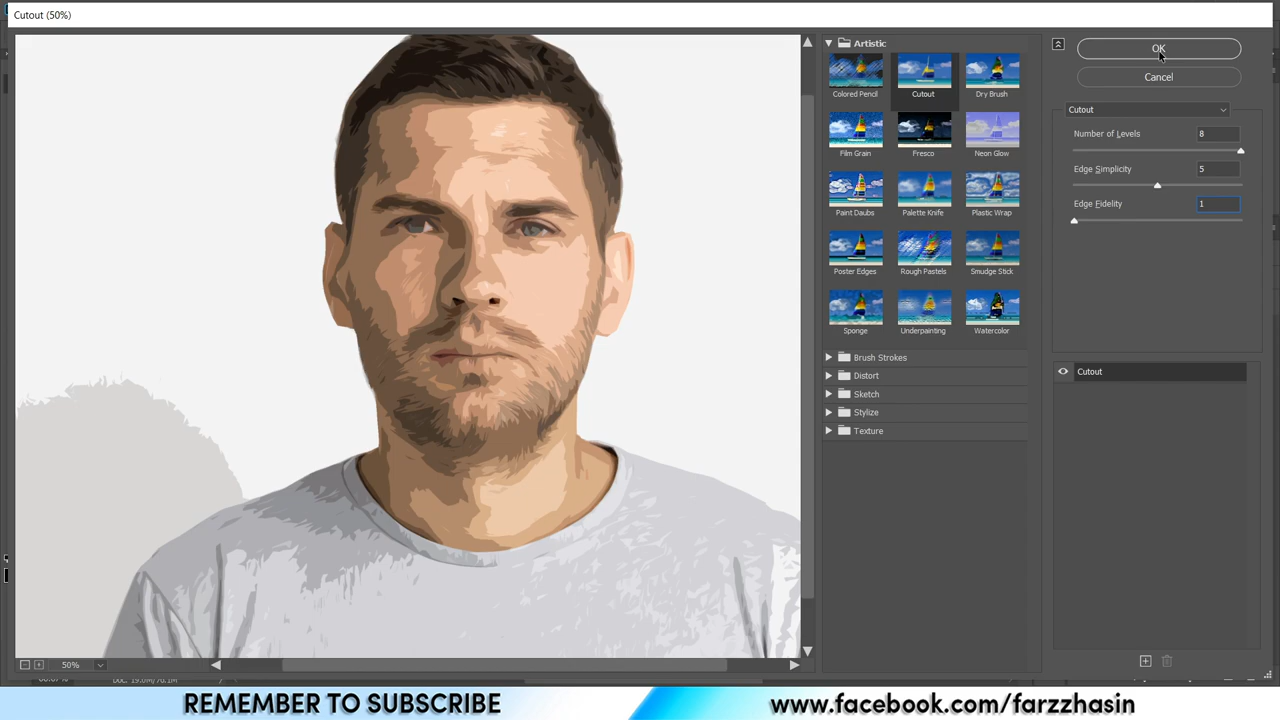 Cutout (50%)
Artistic
Colored Pencil
Cutout
Dry Brush
Film Grain
Fresco
Neon Glow
Paint Daubs
Palette Knife
Plastic Wrap
Poster Edges
Rough Pastels
Smudge Stick
Sponge
Underpainting
Watercolor
Brush Strokes
Distort
Sketch
Stylize
Texture
OK
Cancel
Cutout
Number of Levels 8
Edge Simplicity 5
Edge Fidelity 1
Cutout
50%
REMEMBER TO SUBSCRIBE
www.facebook.com/farzzhasin